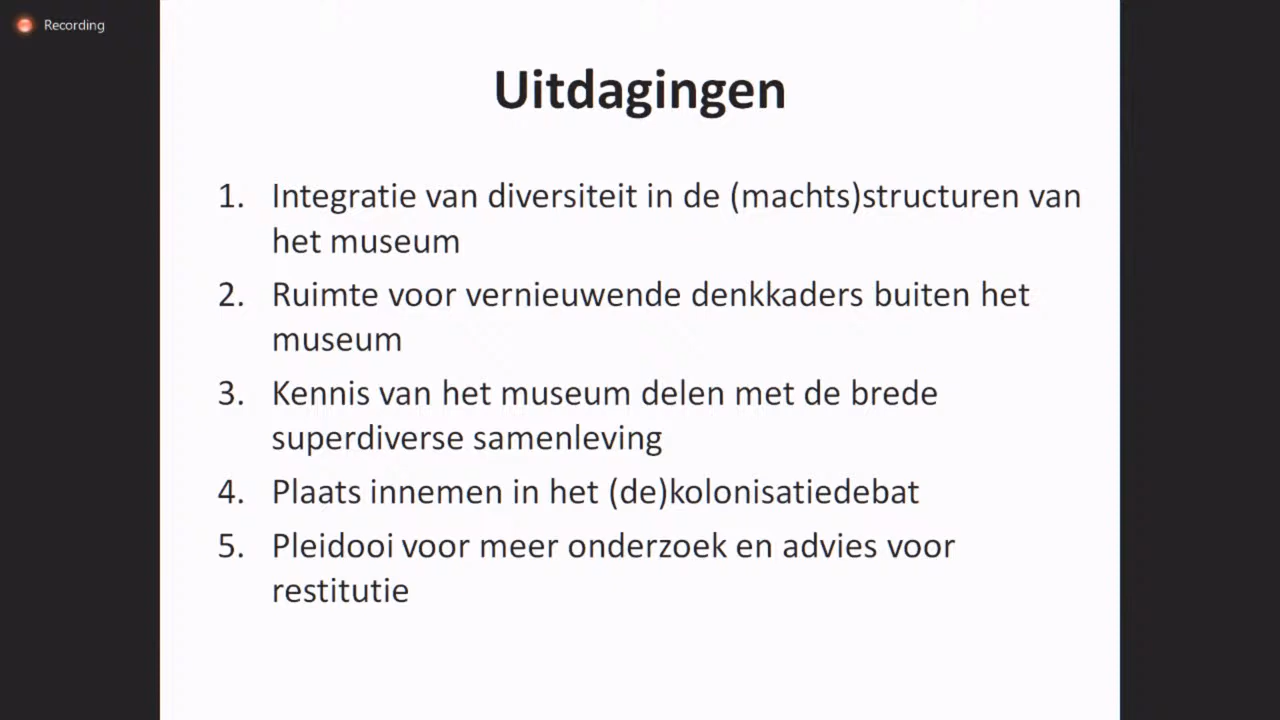 Recording
Uitdagingen
1. Integratie van diversiteit in de (machts)structuren van
het museum
2. Ruimte voor vernieuwende denkkaders buiten het
museum
3. Kennis van het museum delen met de brede
superdiverse samenleving
4. Plaats innemen in het (de)kolonisatiedebat
5. Pleidooi voor meer onderzoek en advies voor
restitutie